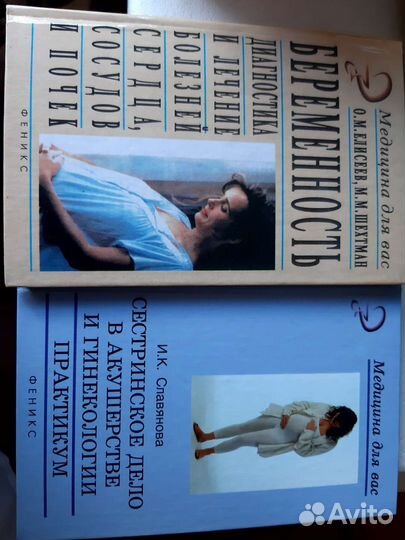 Медицина для вас
О.М. ЕЛИСЕЕВ, М.М. ШЕХТМАН
БЕРЕМЕННОСТЬ
ДИАГНОСТИКА
И ЛЕЧЕНИЕ
БОЛЕЗНЕЙ
СЕРДЦА,
СОСУДОВ
И ПОЧЕК
ФЕНИКС
Медицина для вас
И.К. Славянова
СЕСТРИНСКОЕ ДЕЛО
В АКУШЕРСТВЕ
И ГИНЕКОЛОГИИ
ПРАКТИКУМ
ФЕНИКС
Avito